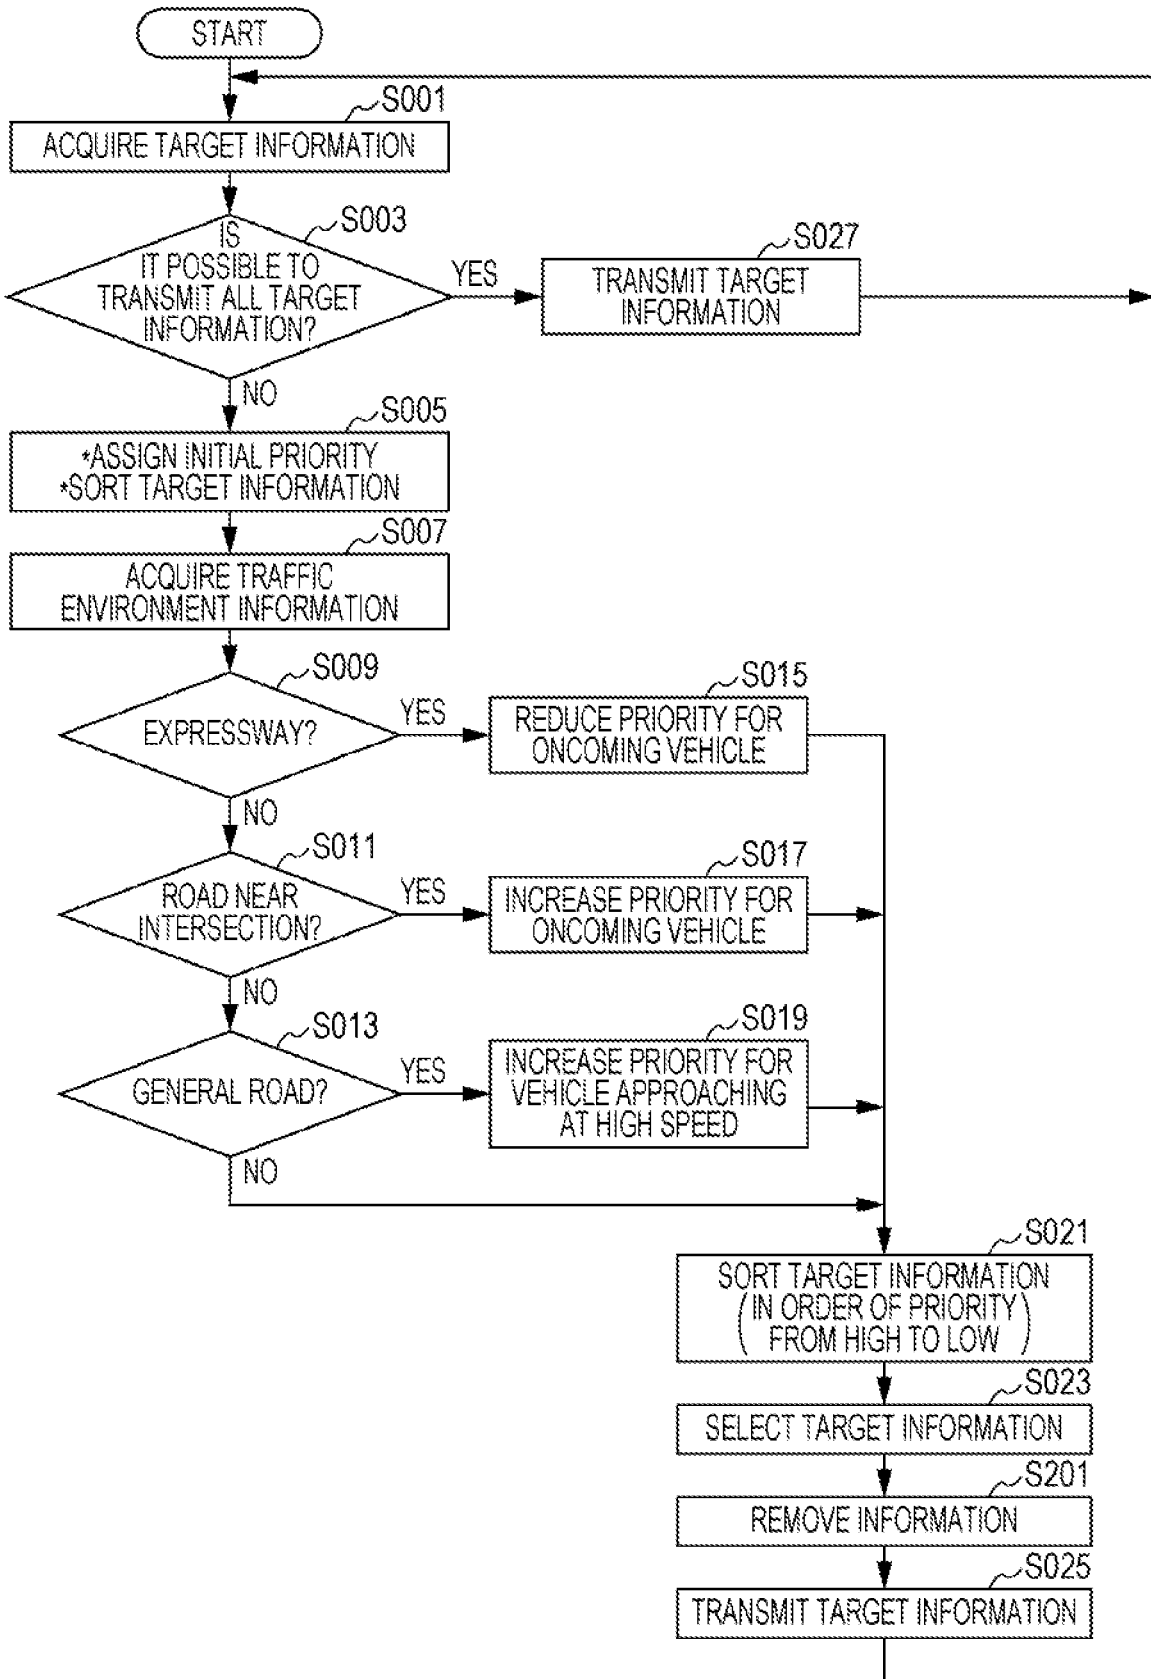 START
S001
ACQUIRE TARGET INFORMATION
S003
IS
IT POSSIBLE TO
TRANSMIT ALL TARGET
INFORMATION?
YES
S027
TRANSMIT TARGET
INFORMATION
NO
S005
*ASSIGN INITIAL PRIORITY
*SORT TARGET INFORMATION
S007
ACQUIRE TRAFFIC
ENVIRONMENT INFORMATION
S009
EXPRESSWAY?
YES
S015
REDUCE PRIORITY FOR
ONCOMING VEHICLE
NO
S011
ROAD NEAR
INTERSECTION?
YES
S017
INCREASE PRIORITY FOR
ONCOMING VEHICLE
NO
S013
GENERAL ROAD?
YES
S019
INCREASE PRIORITY FOR
VEHICLE APPROACHING
AT HIGH SPEED
NO
S021
SORT TARGET INFORMATION
(IN ORDER OF PRIORITY
FROM HIGH TO LOW)
S023
SELECT TARGET INFORMATION
S201
REMOVE INFORMATION
S025
TRANSMIT TARGET INFORMATION